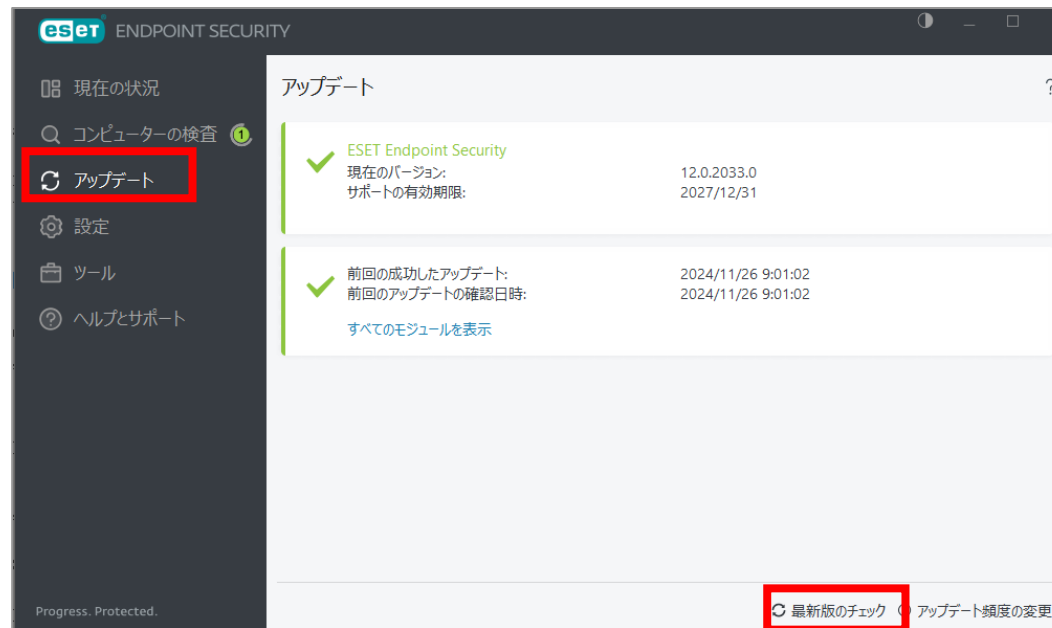 eset ENDPOINT SECURITY
現在の状況
コンピューターの検査 1
アップデート
設定
ツール
ヘルプとサポート
Progress. Protected.
アップデート
?
ESET Endpoint Security
現在のバージョン: 12.0.2033.0
サポートの有効期限: 2027/12/31
前回の成功したアップデート: 2024/11/26 9:01:02
前回のアップデートの確認日時: 2024/11/26 9:01:02
すべてのモジュールを表示
最新版のチェック アップデート頻度の変更